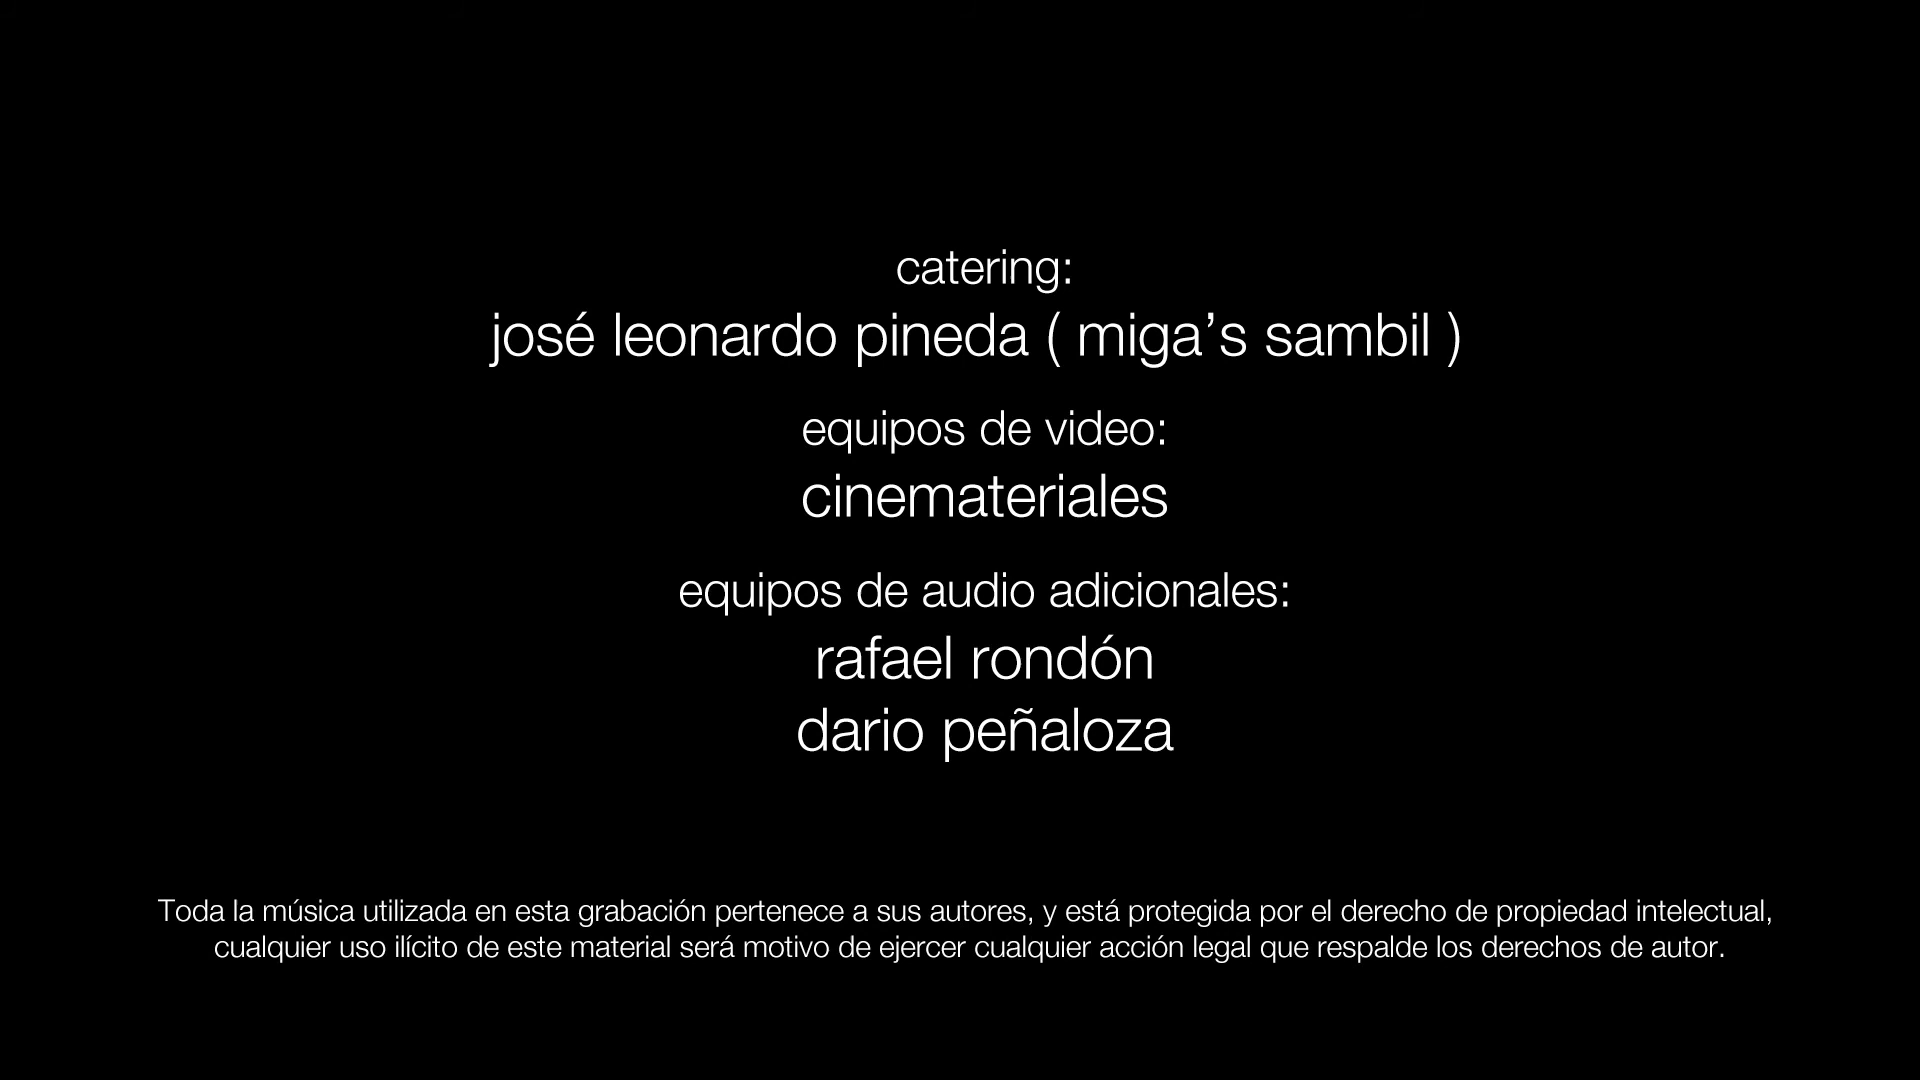 catering:
josé leonardo pineda ( miga’s sambil )
equipos de video:
cinemateriales
equipos de audio adicionales:
rafael rondón
dario peñaloza
Toda la música utilizada en esta grabación pertenece a sus autores, y está protegida por el derecho de propiedad intelectual,
cualquier uso ilícito de este material será motivo de ejercer cualquier acción legal que respalde los derechos de autor.